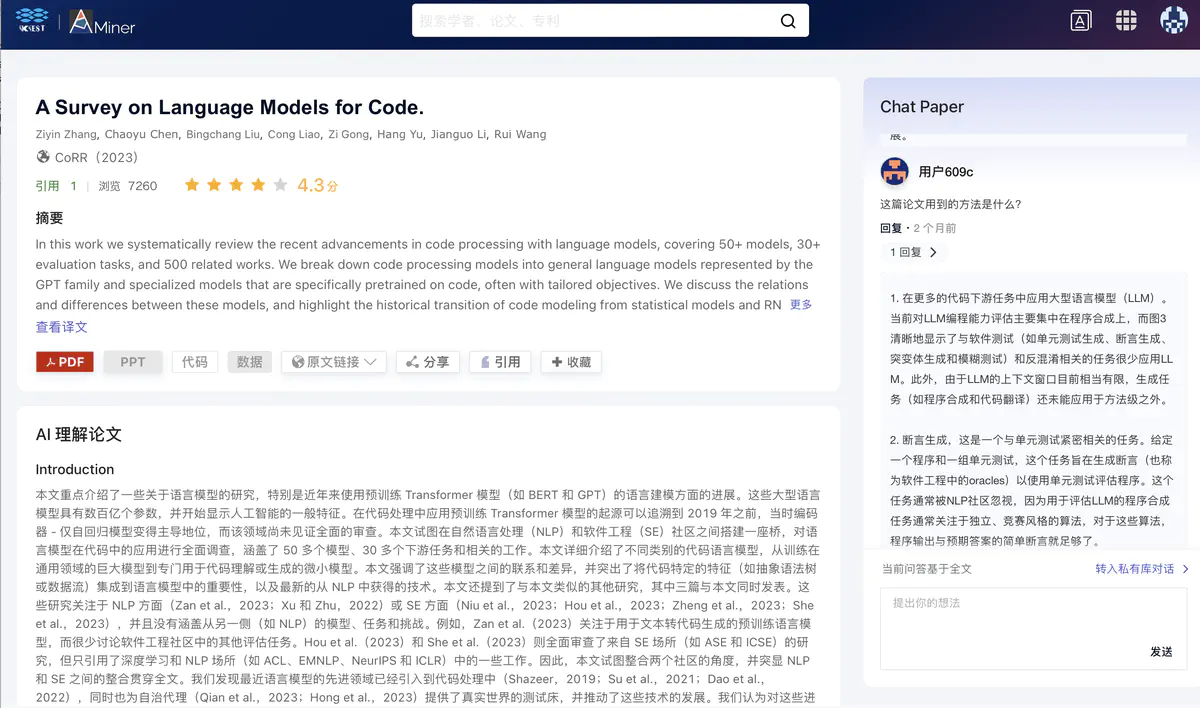 NCKEST
AMiner
搜索学者、论文、专利
A Survey on Language Models for Code.
Ziyin Zhang, Chaoyu Chen, Bingchang Liu, Cong Liao, Zi Gong, Hang Yu, Jianguo Li, Rui Wang
CoRR（2023）
引用 1 | 浏览 7260
4.3分
摘要
In this work we systematically review the recent advancements in code processing with language models, covering 50+ models, 30+
evaluation tasks, and 500 related works. We break down code processing models into general language models represented by the
GPT family and specialized models that are specifically pretrained on code, often with tailored objectives. We discuss the relations
and differences between these models, and highlight the historical transition of code modeling from statistical models and RN 更多
查看译文
PDF PPT 代码 数据 原文链接 分享 引用 收藏
AI 理解论文
Introduction
本文重点介绍了一些关于语言模型的研究，特别是近年来使用预训练 Transformer 模型（如 BERT 和 GPT）的语言建模方面的进展。这些大型语言
模型具有数百亿个参数，并开始显示人工智能的一般特征。在代码处理中应用预训练 Transformer 模型的起源可以追溯到 2019 年之前，当时编码
器 - 仅自回归模型变得主导地位，而该领域尚未见证全面的审查。本文试图在自然语言处理（NLP）和软件工程（SE）社区之间搭建一座桥，对语
言模型在代码中的应用进行全面调查，涵盖了 50 多个模型、30 多个下游任务和相关的工作。本文详细介绍了不同类别的代码语言模型，从训练在
通用领域的巨大模型到专门用于代码理解或生成的微小模型。本文强调了这些模型之间的联系和差异，并突出了将代码特定的特征（如抽象语法树
或数据流）集成到语言模型中的重要性，以及最新的从 NLP 中获得的技术。本文还提到了与本文类似的其他研究，其中三篇与本文同时发表。这
些研究关注于 NLP 方面（Zan et al.，2023；Xu 和 Zhu，2022）或 SE 方面（Niu et al.，2023；Hou et al.，2023；Zheng et al.，2023；She
et al.，2023），并且没有涵盖从另一侧（如 NLP）的模型、任务和挑战。例如，Zan et al.（2023）关注于用于文本转代码生成的预训练语言模
型，而很少讨论软件工程社区中的其他评估任务。Hou et al.（2023）和 She et al.（2023）则全面审查了来自 SE 场所（如 ASE 和 ICSE）的研
究，但只引用了深度学习和 NLP 场所（如 ACL、EMNLP、NeurIPS 和 ICLR）中的一些工作。因此，本文试图整合两个社区的角度，并突显 NLP
和 SE 之间的整合贯穿全文。我们发现最近语言模型的先进领域已经引入到代码处理中（Shazeer，2019；Su et al.，2021；Dao et al.，
2022），同时也为自治代理（Qian et al.，2023；Hong et al.，2023）提供了真实世界的测试床，并推动了这些技术的发展。我们认为对这些进
Chat Paper
展。
用户609c
这篇论文用到的方法是什么?
回复 · 2 个月前
1 回复
1. 在更多的代码下游任务中应用大型语言模型（LLM）。
当前对LLM编程能力评估主要集中在程序合成上，而图3
清晰地显示了与软件测试（如单元测试生成、断言生成、
突变体生成和模糊测试）和反混淆相关的任务很少应用LL
M。此外，由于LLM的上下文窗口目前相当有限，生成任
务（如程序合成和代码翻译）还未能应用于方法级之外。
2. 断言生成，这是一个与单元测试紧密相关的任务。给定
一个程序和一组单元测试，这个任务旨在生成断言（也称
为软件工程中的oracles）以使用单元测试评估程序。这个
任务通常被NLP社区忽视，因为用于评估LLM的程序合成
任务通常关注于独立、竞赛风格的算法，对于这些算法，
程序输出与预期答案的简单断言就足够了。
当前问答基于全文 转入私有库对话
提出你的想法
发送